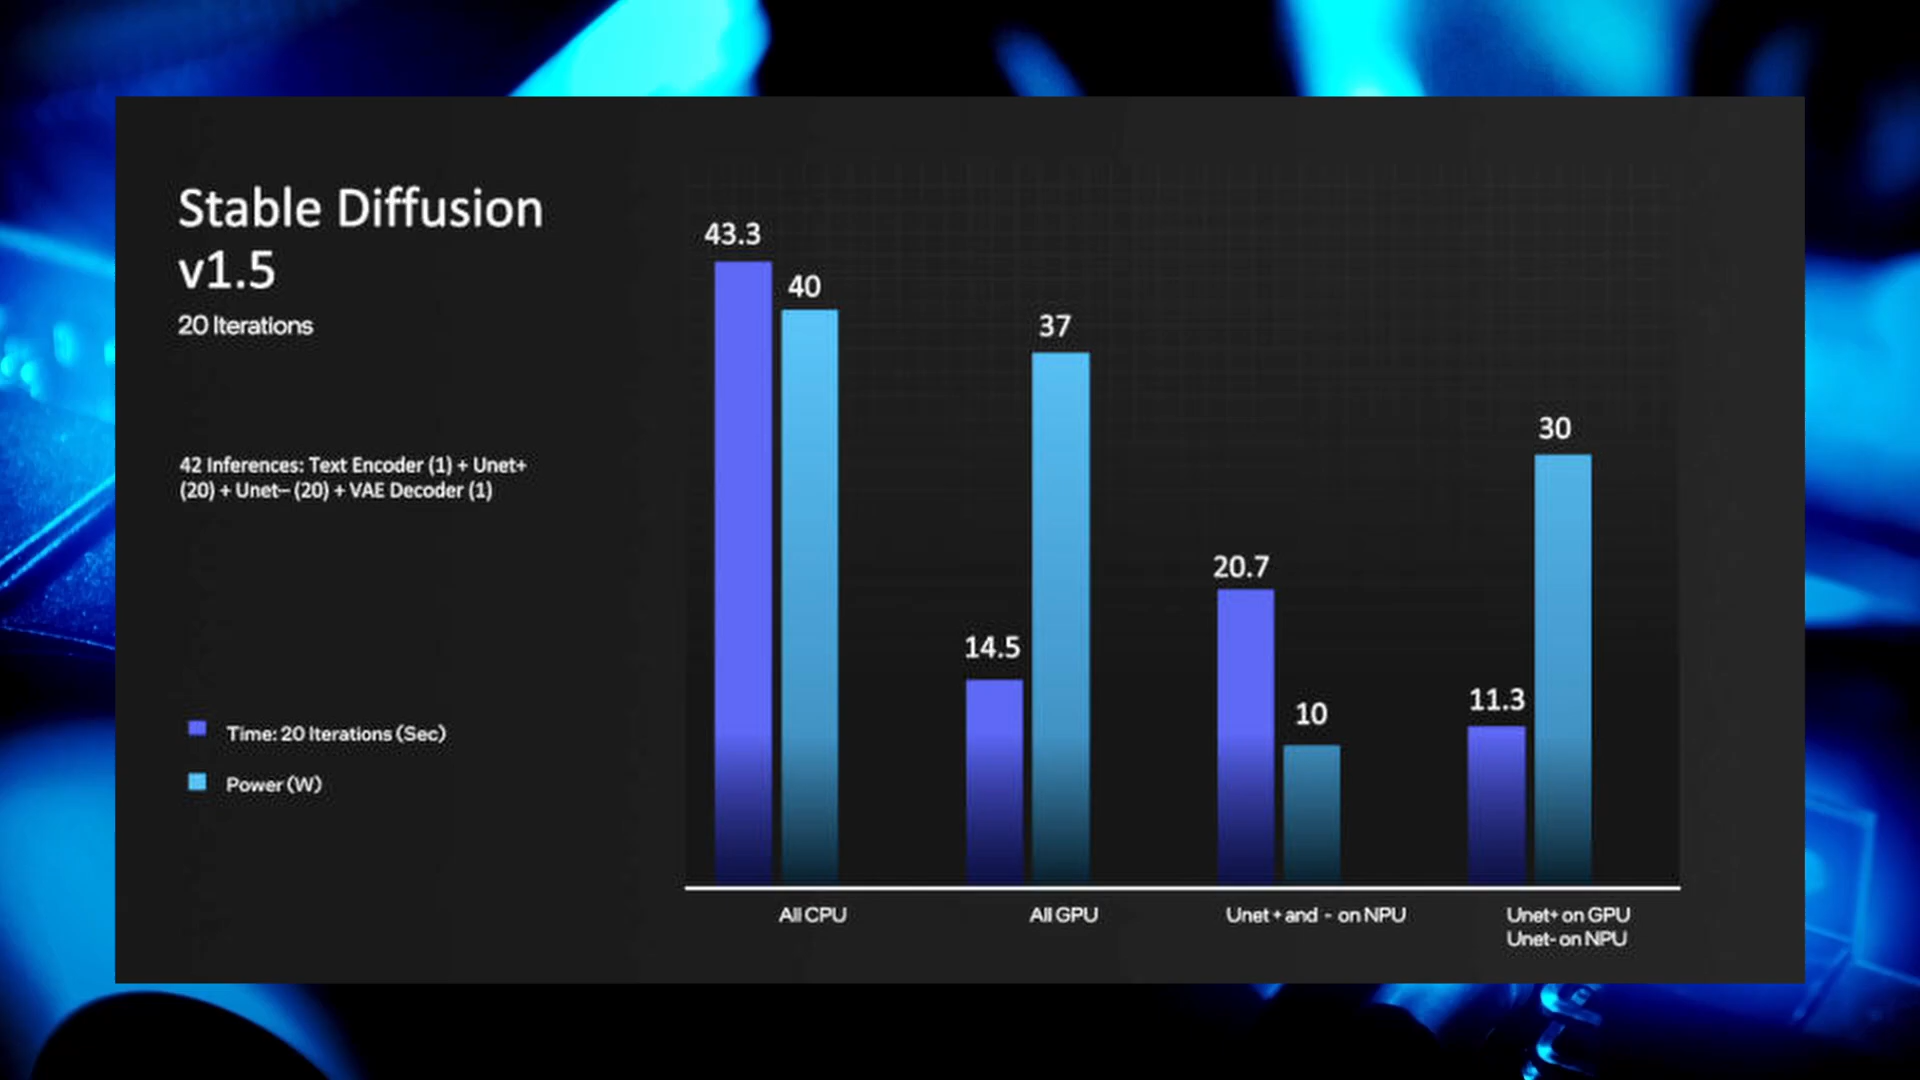 Stable Diffusion
v1.5
20 Iterations
42 Inferences: Text Encoder (1) + Unet+
(20) + Unet– (20) + VAE Decoder (1)
Time: 20 Iterations (Sec)
Power (W)
43.3
40
14.5
37
20.7
10
11.3
30
All CPU
All GPU
Unet + and - on NPU
Unet+ on GPU
Unet- on NPU